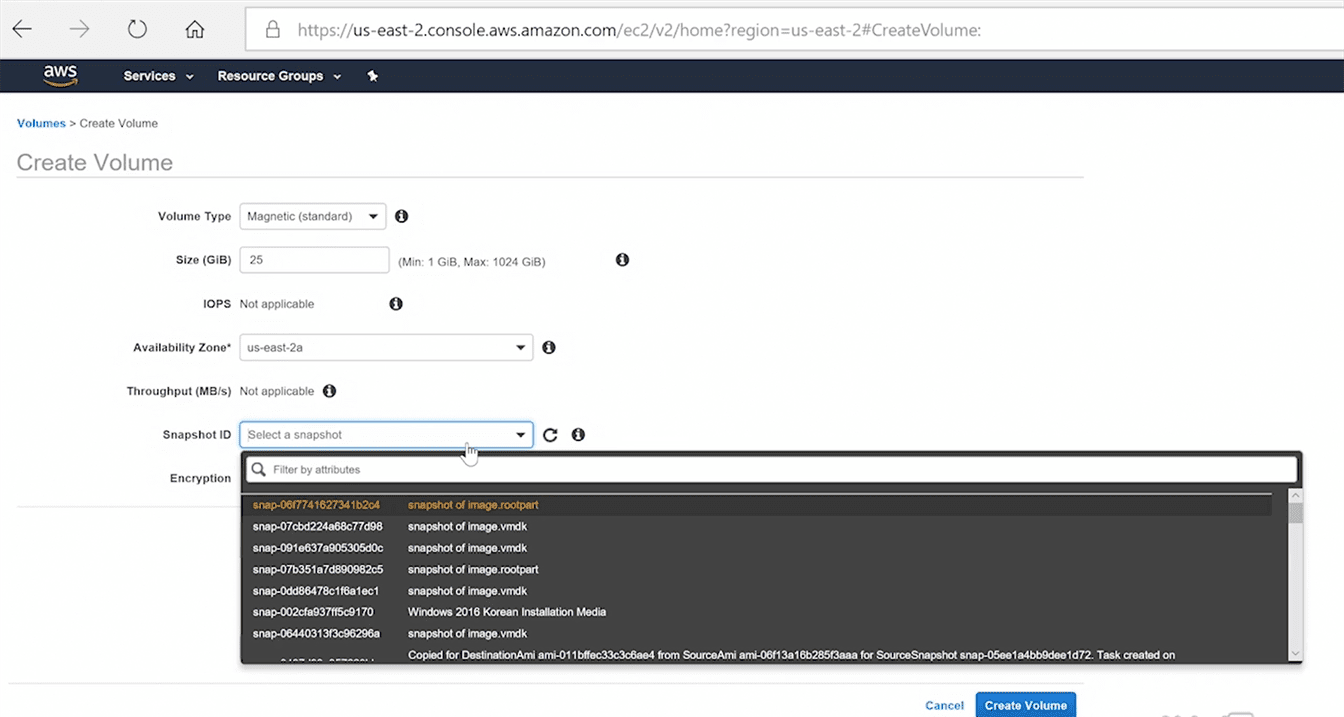 https://us-east-2.console.aws.amazon.com/ec2/v2/home?region=us-east-2#CreateVolume:
aws Services Resource Groups
Volumes > Create Volume
Create Volume
Volume Type Magnetic (standard)
Size (GiB) 25 (Min: 1 GiB, Max: 1024 GiB)
IOPS Not applicable
Availability Zone* us-east-2a
Throughput (MB/s) Not applicable
Snapshot ID Select a snapshot
Encryption
Filter by attributes
snap-06f7741627341b2c4 snapshot of image.rootpart
snap-07cbd224a68c77d98 snapshot of image.vmdk
snap-091e637a905305d0c snapshot of image.vmdk
snap-07b351a7d890982c5 snapshot of image.rootpart
snap-0dd86478c1f6a1ec1 snapshot of image.vmdk
snap-002cfa937ff5c9170 Windows 2016 Korean Installation Media
snap-06440313f3c96296a snapshot of image.vmdk
Copied for DestinationAmi ami-011bffec33c3c6ae4 from SourceAmi ami-06f13a16b285f3aaa for SourceSnapshot snap-05ee1a4bb9dee1d72. Task created on
Cancel Create Volume